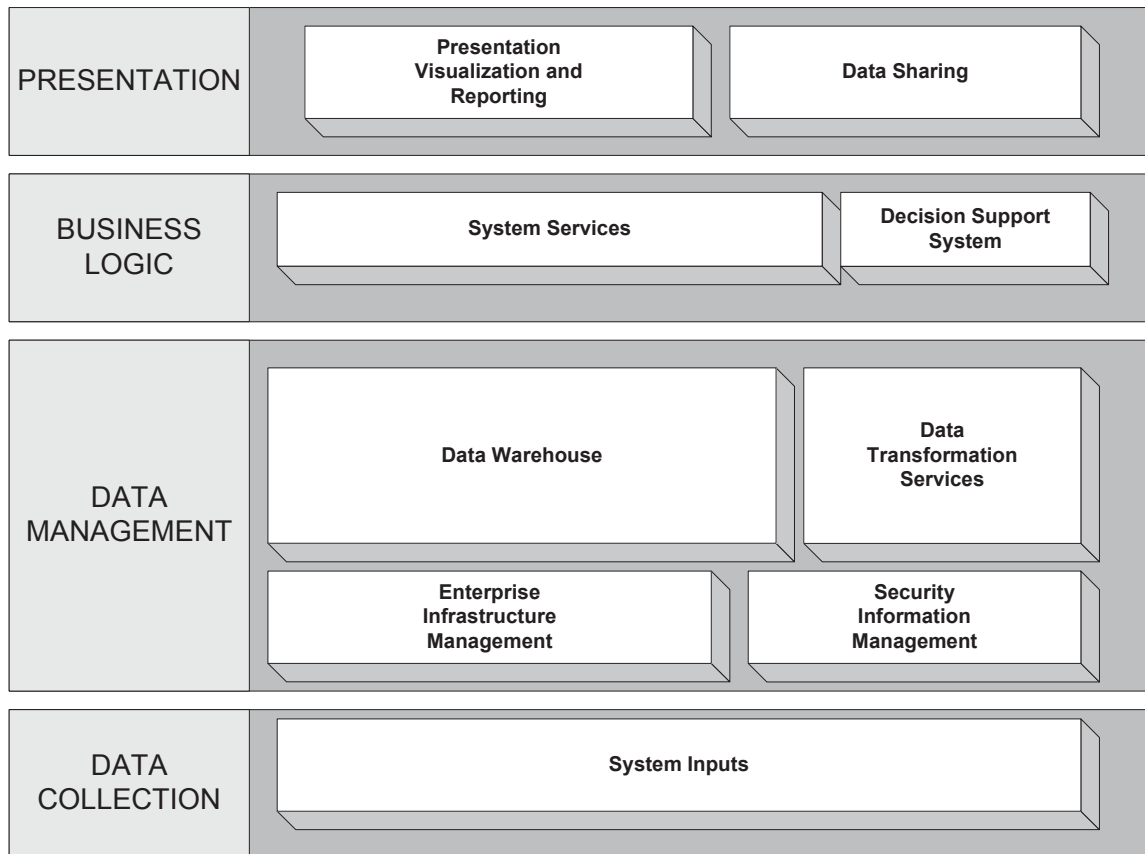 PRESENTATION
Presentation
Visualization and
Reporting
Data Sharing
BUSINESS
LOGIC
System Services
Decision Support
System
DATA
MANAGEMENT
Data Warehouse
Data
Transformation
Services
Enterprise
Infrastructure
Management
Security
Information
Management
DATA
COLLECTION
System Inputs